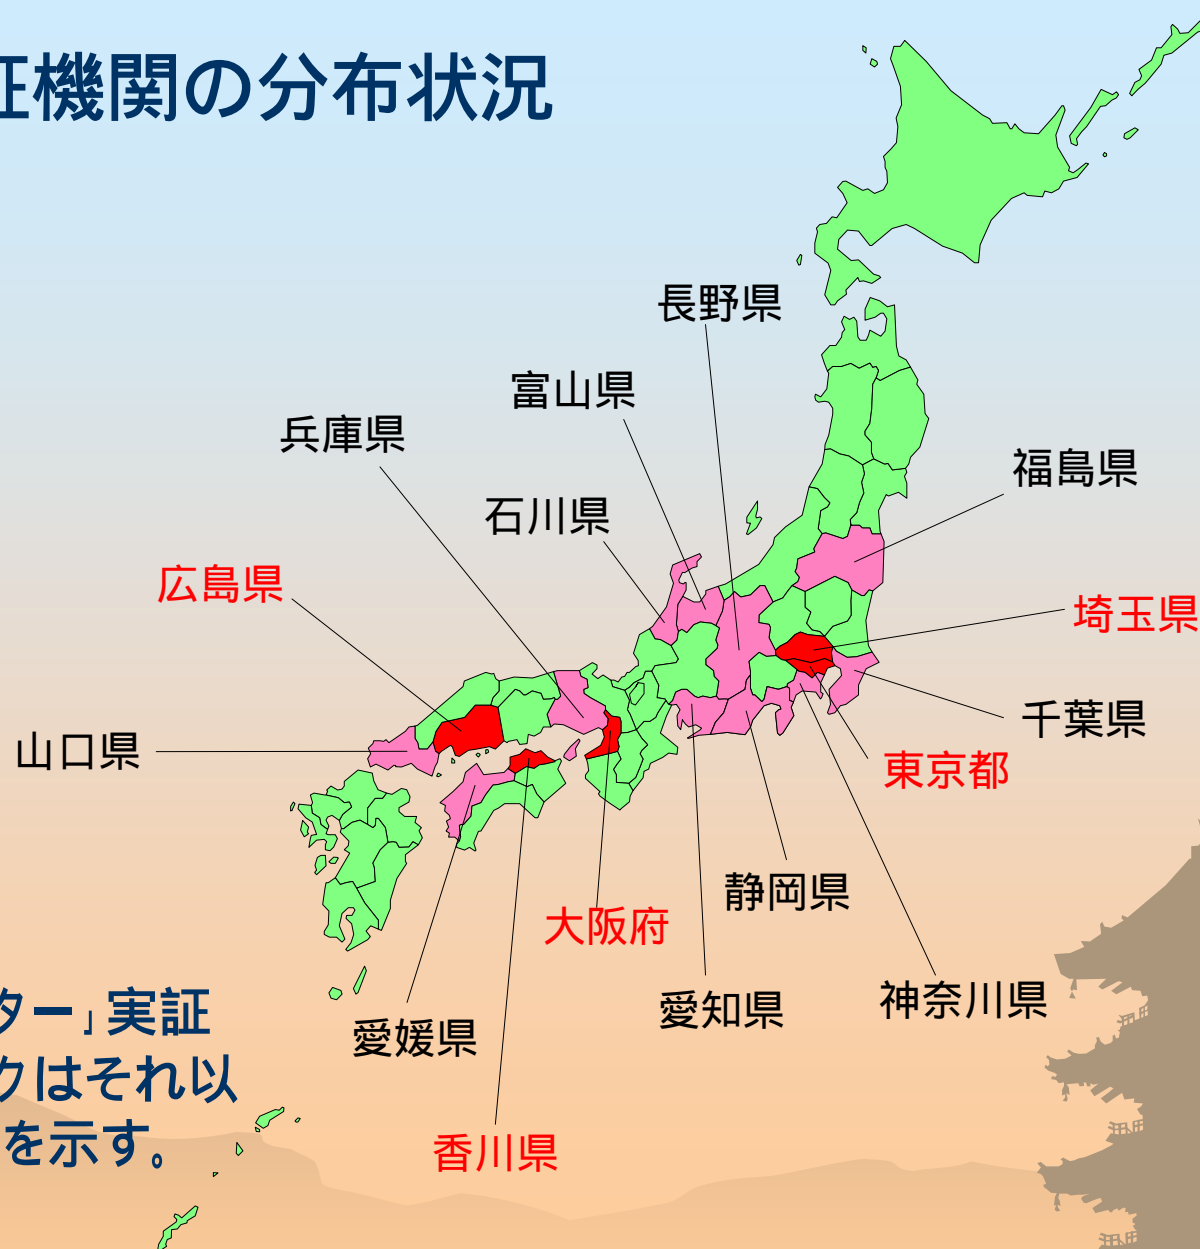 証機関の分布状況
長野県
富山県
兵庫県
福島県
石川県
広島県
埼玉県
千葉県
山口県
東京都
静岡県
大阪府
神奈川県
愛知県
愛媛県
香川県
ター」実証
クはそれ以
を示す。